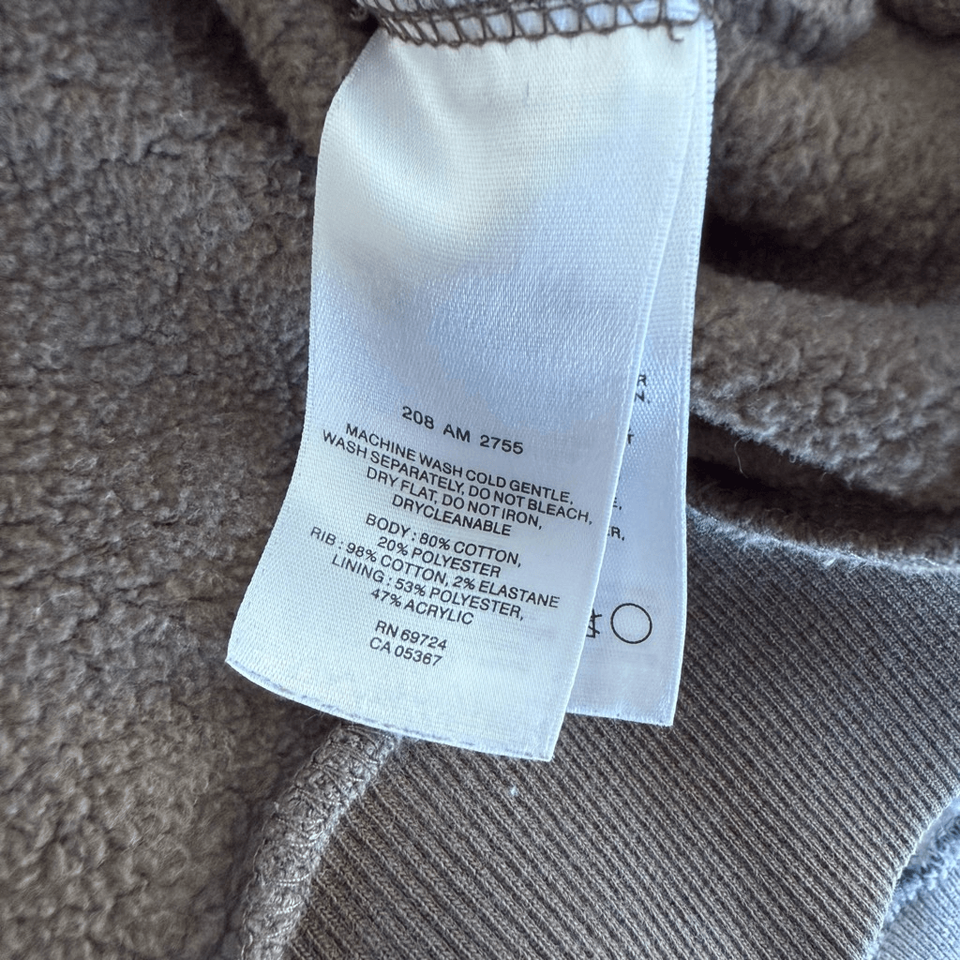 208 AM 2755
MACHINE WASH COLD GENTLE,
WASH SEPARATELY, DO NOT BLEACH,
DRY FLAT, DO NOT IRON,
DRYCLEANABLE
BODY : 80% COTTON,
20% POLYESTER
RIB : 98% COTTON, 2% ELASTANE
LINING : 53% POLYESTER,
47% ACRYLIC
RN 69724
CA 05367